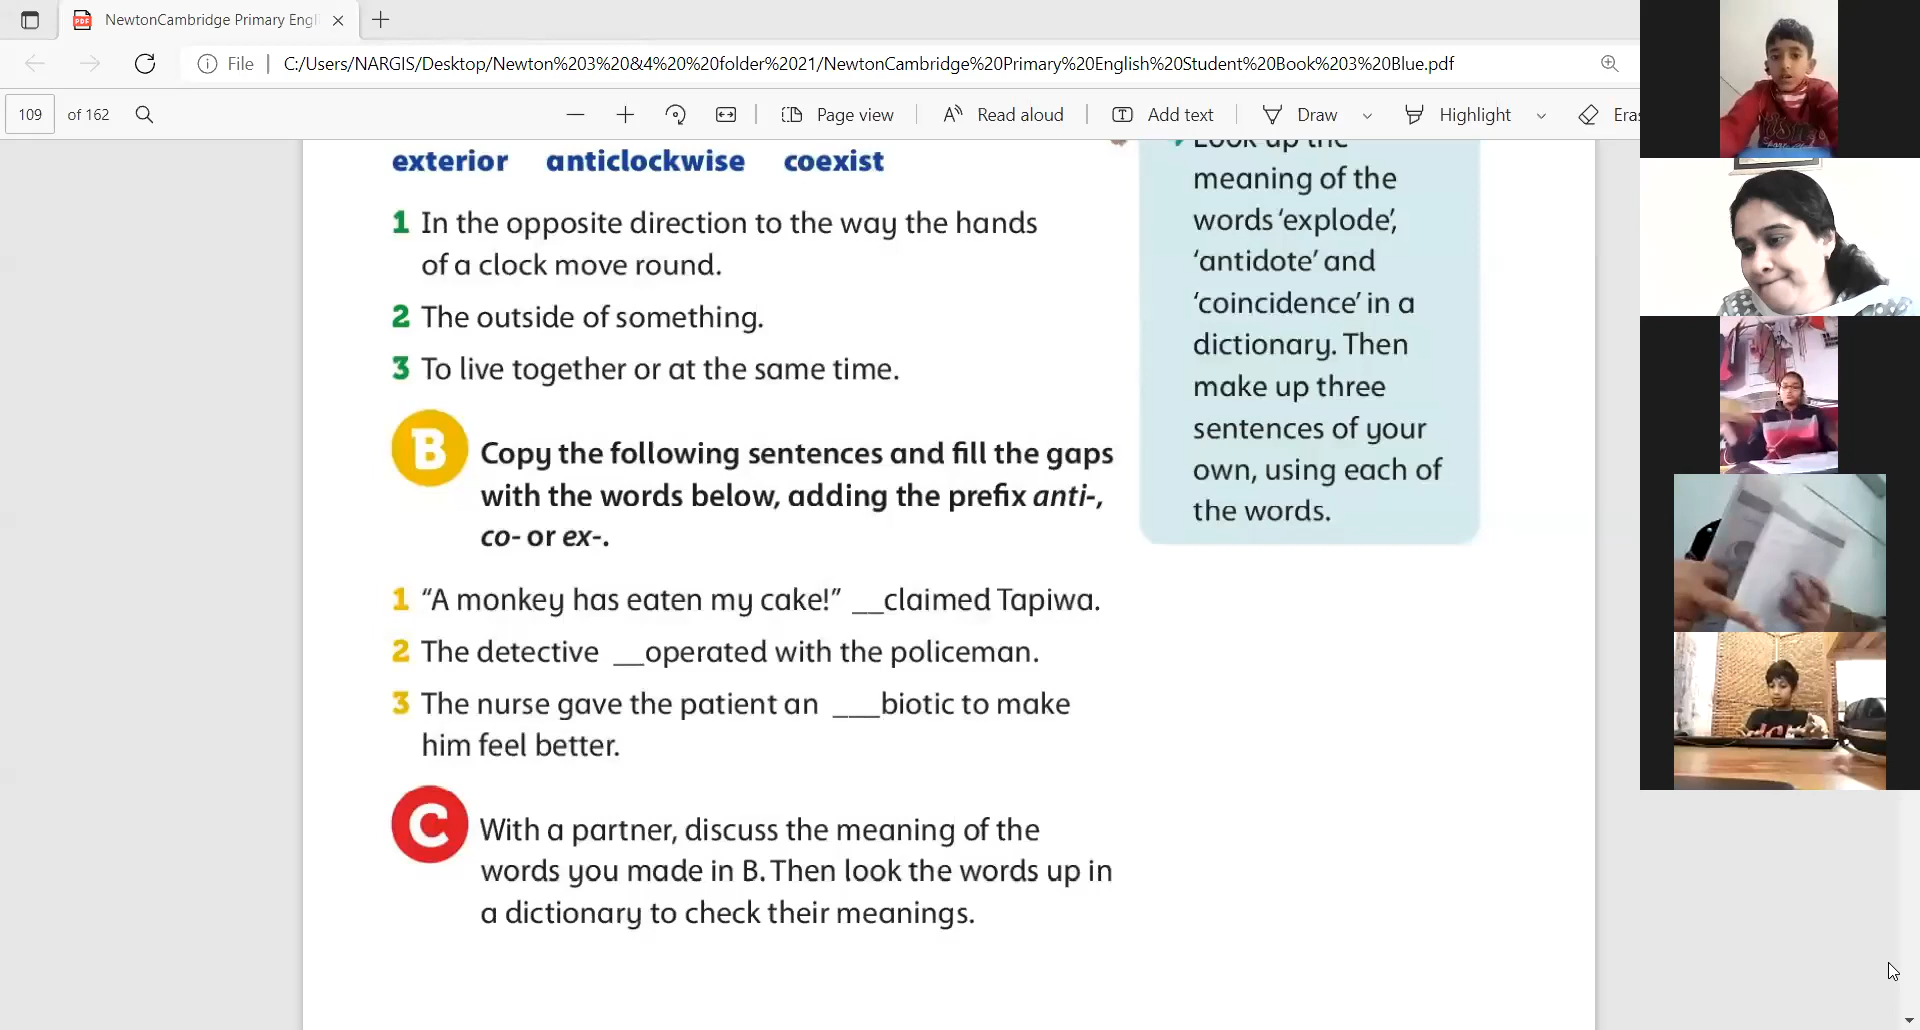 NewtonCambridge Primary Engl
File
C:/Users/NARGIS/Desktop/Newton%203%20&4%20%20folder%2021/NewtonCambridge%20Primary%20English%20Student%20Book%203%20Blue.pdf
109 of 162
Page view
Read aloud
Add text
Draw
Highlight
Eras
exterior anticlockwise coexist
1 In the opposite direction to the way the hands
of a clock move round.
2 The outside of something.
3 To live together or at the same time.
B Copy the following sentences and fill the gaps
with the words below, adding the prefix anti-,
co- or ex-.
1 “A monkey has eaten my cake!” __claimed Tapiwa.
2 The detective __operated with the policeman.
3 The nurse gave the patient an ___biotic to make
him feel better.
C With a partner, discuss the meaning of the
words you made in B. Then look the words up in
a dictionary to check their meanings.
Look up the
meaning of the
words ‘explode’,
‘antidote’ and
‘coincidence’ in a
dictionary. Then
make up three
sentences of your
own, using each of
the words.